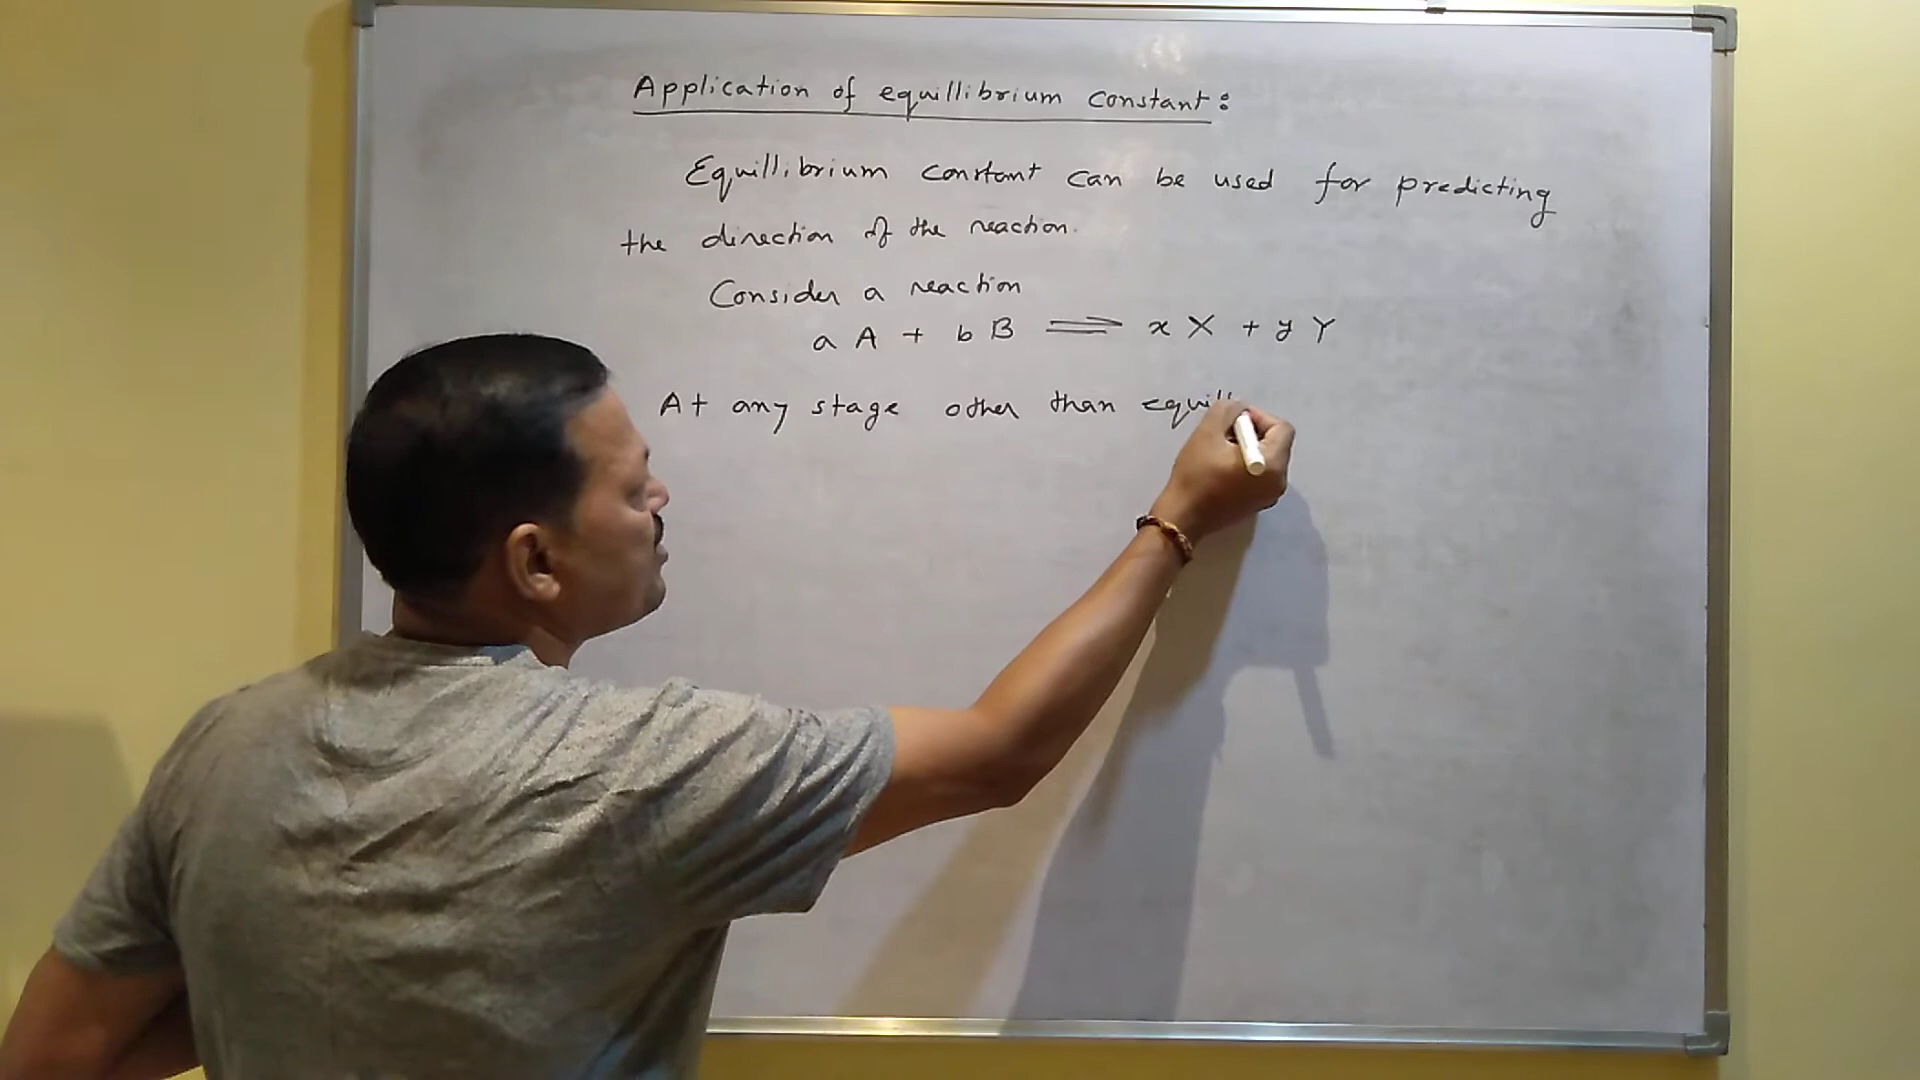 Application of equillibrium constant:
Equillibrium constant can be used for predicting
the direction of the reaction.
Consider a reaction
a A + b B ⇌ x X + y Y
At any stage other than equill